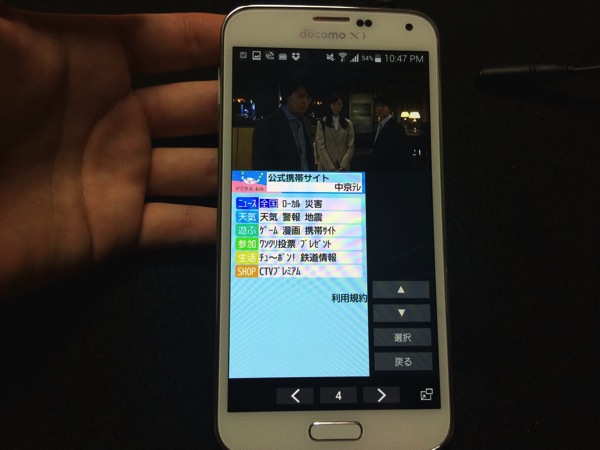 docomo Xi
54% 10:47 PM
公式携帯サイト
デジタル 4ch
中京テレ
ﾆｭｰｽ 全国 ﾛｰｶﾙ 災害
天気 天気 警報 地震
遊ぶ ｹﾞｰﾑ 漫画 携帯ｻｲﾄ
参加 ﾜﾝｸﾘ投票 ﾌﾟﾚｾﾞﾝﾄ
生活 ﾁｭ～ﾎﾞﾝ! 鉄道情報
SHOP CTVﾌﾟﾚﾐｱﾑ
利用規約
▲
▼
選択
戻る
< 4 >